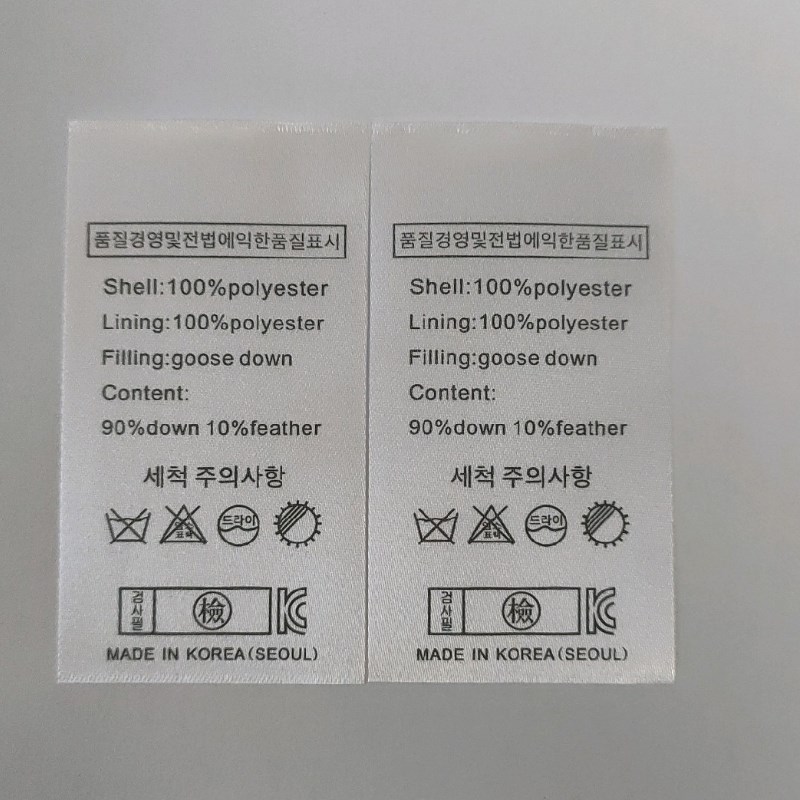 품질경영및전법에익한품질표시
Shell:100%polyester
Lining:100%polyester
Filling:goose down
Content:
90%down 10%feather
세척 주의사항
드라이
검사필
檢
KC
MADE IN KOREA(SEOUL)
품질경영및전법에익한품질표시
Shell:100%polyester
Lining:100%polyester
Filling:goose down
Content:
90%down 10%feather
세척 주의사항
드라이
검사필
檢
KC
MADE IN KOREA(SEOUL)